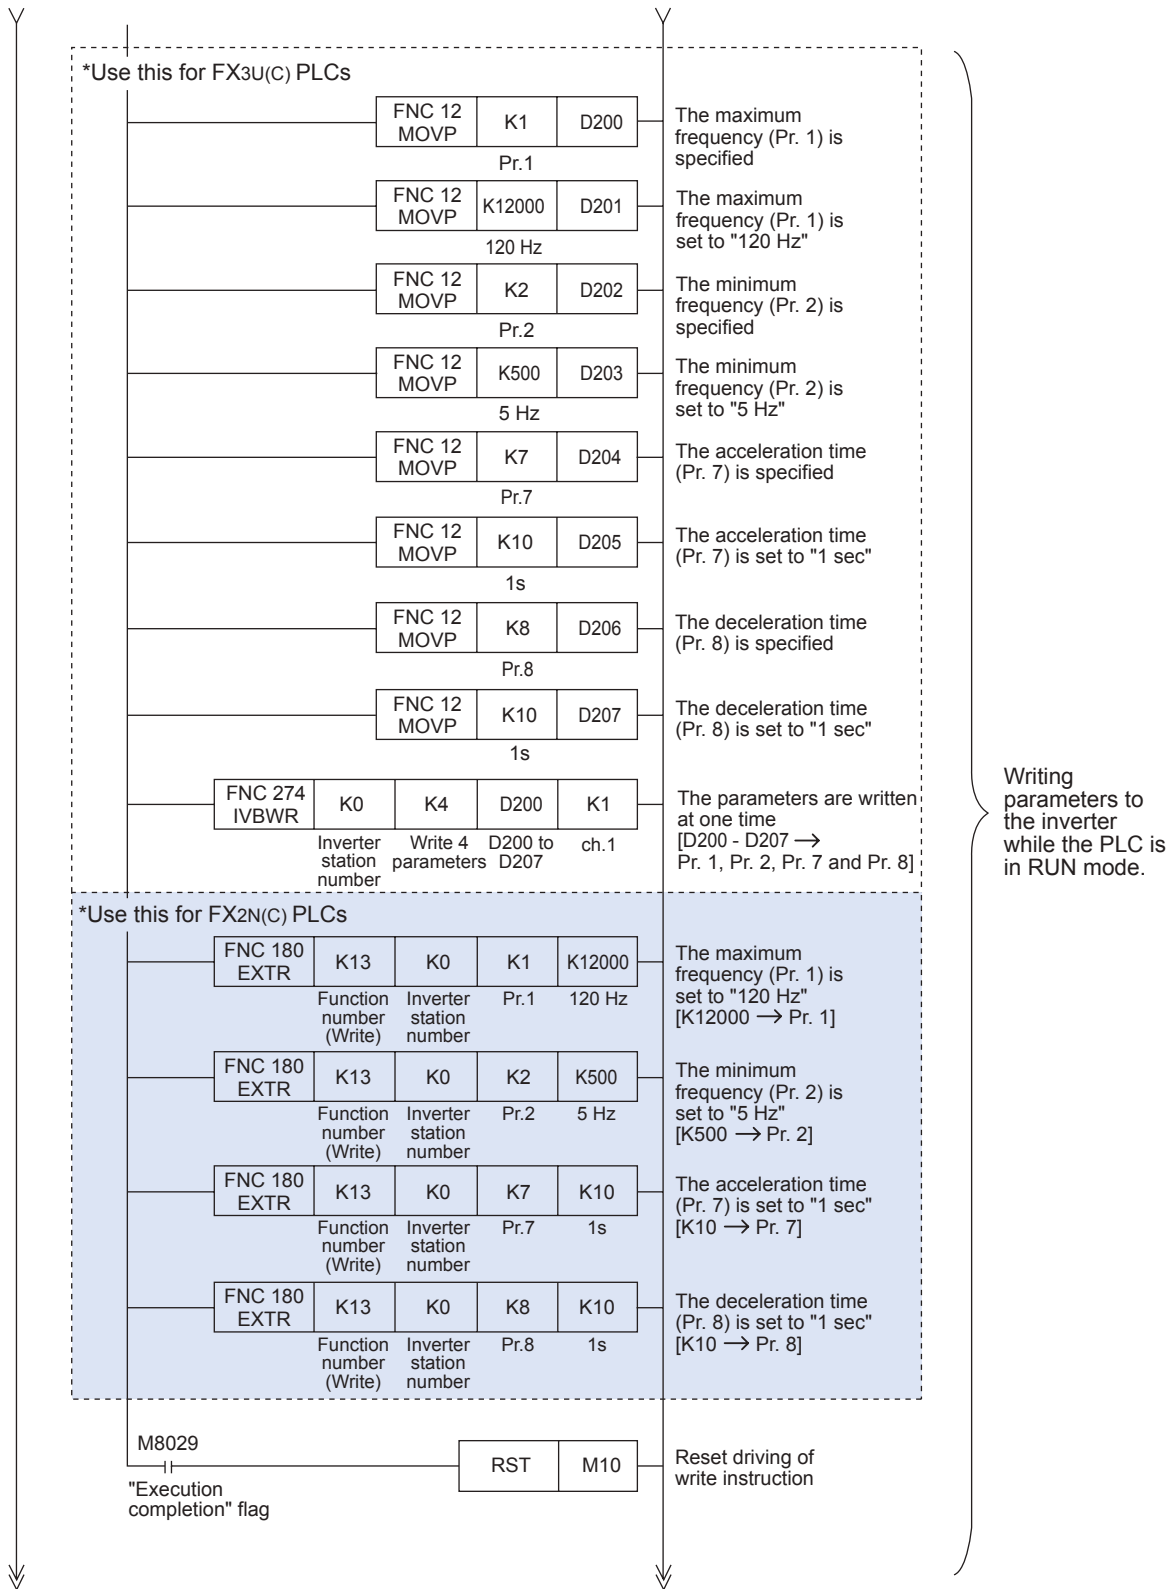 *Use this for FX3U(C) PLCs
FNC 12 MOVP K1 D200
Pr.1
The maximum
frequency (Pr. 1) is
specified
FNC 12 MOVP K12000 D201
120 Hz
The maximum
frequency (Pr. 1) is
set to "120 Hz"
FNC 12 MOVP K2 D202
Pr.2
The minimum
frequency (Pr. 2) is
specified
FNC 12 MOVP K500 D203
5 Hz
The minimum
frequency (Pr. 2) is
set to "5 Hz"
FNC 12 MOVP K7 D204
Pr.7
The acceleration time
(Pr. 7) is specified
FNC 12 MOVP K10 D205
1s
The acceleration time
(Pr. 7) is set to "1 sec"
FNC 12 MOVP K8 D206
Pr.8
The deceleration time
(Pr. 8) is specified
FNC 12 MOVP K10 D207
1s
The deceleration time
(Pr. 8) is set to "1 sec"
FNC 274 IVBWR K0 K4 D200 K1
Inverter
station
number
Write 4
parameters
D200 to
D207
ch.1
The parameters are written
at one time
[D200 - D207 →
Pr. 1, Pr. 2, Pr. 7 and Pr. 8]
Writing
parameters to
the inverter
while the PLC is
in RUN mode.
*Use this for FX2N(C) PLCs
FNC 180 EXTR K13 K0 K1 K12000
Function
number
(Write)
Inverter
station
number
Pr.1
120 Hz
The maximum
frequency (Pr. 1) is
set to "120 Hz"
[K12000 → Pr. 1]
FNC 180 EXTR K13 K0 K2 K500
Function
number
(Write)
Inverter
station
number
Pr.2
5 Hz
The minimum
frequency (Pr. 2) is
set to "5 Hz"
[K500 → Pr. 2]
FNC 180 EXTR K13 K0 K7 K10
Function
number
(Write)
Inverter
station
number
Pr.7
1s
The acceleration time
(Pr. 7) is set to "1 sec"
[K10 → Pr. 7]
FNC 180 EXTR K13 K0 K8 K10
Function
number
(Write)
Inverter
station
number
Pr.8
1s
The deceleration time
(Pr. 8) is set to "1 sec"
[K10 → Pr. 8]
M8029
"Execution
completion" flag
RST M10
Reset driving of
write instruction